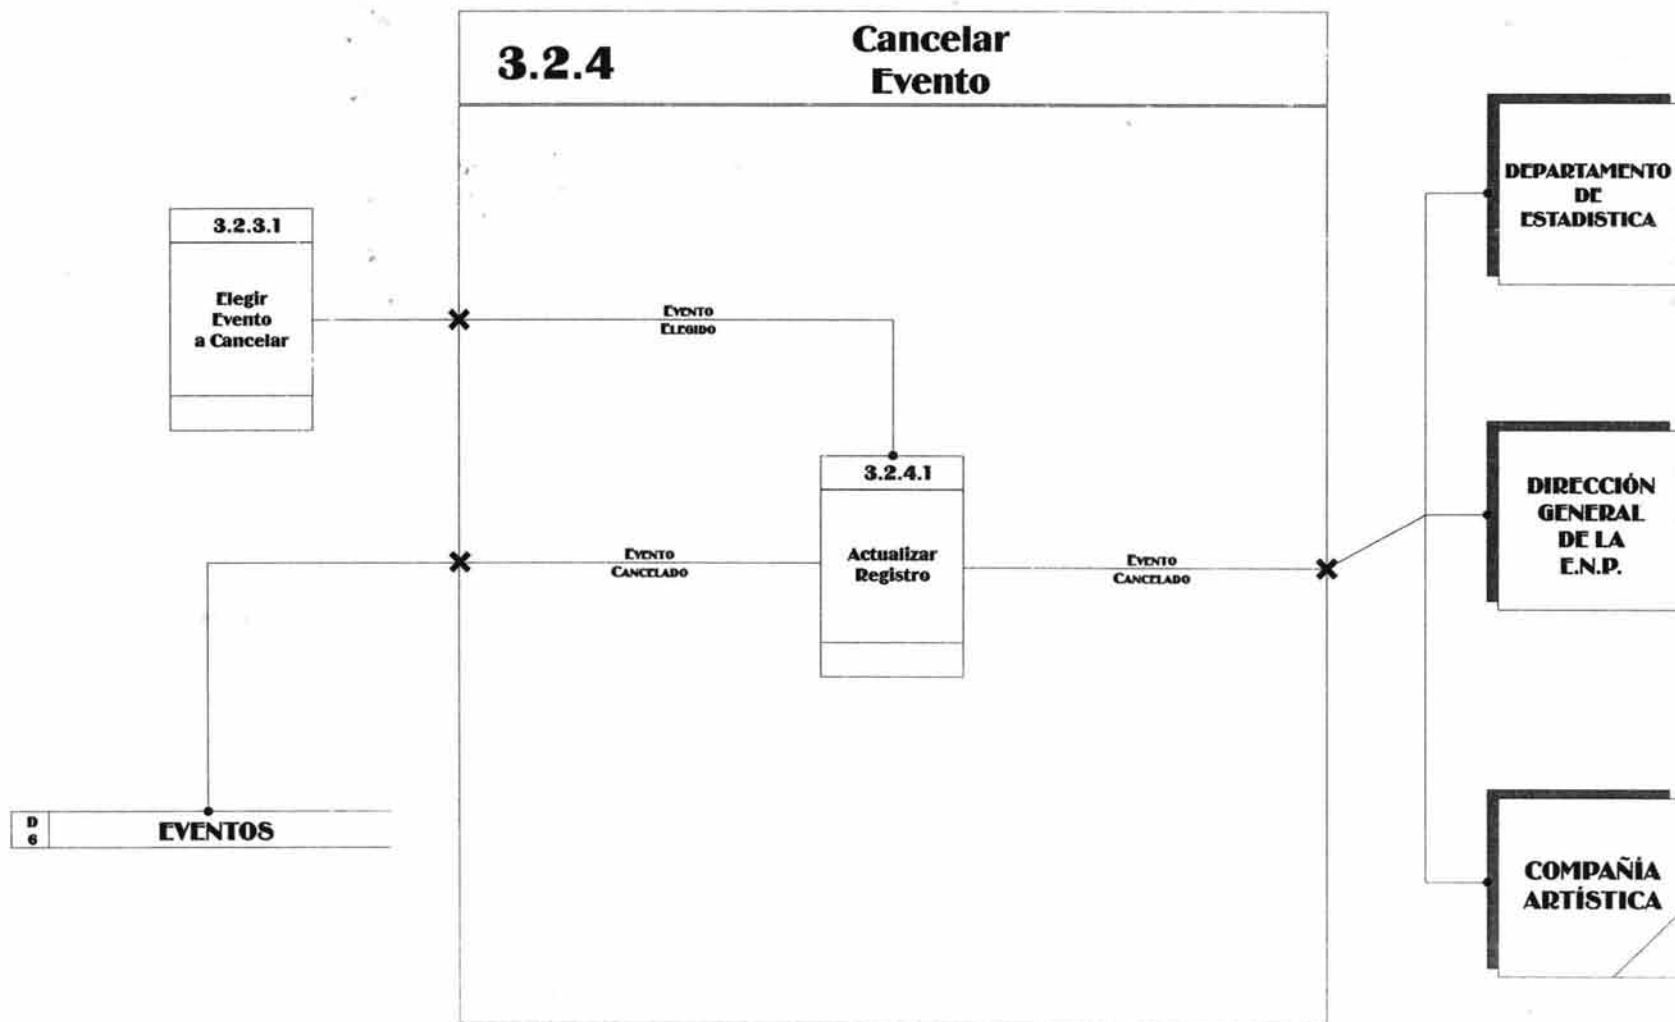 3.2.4
Cancelar
Evento
3.2.3.1
Elegir
Evento
a Cancelar
EVENTO
ELEGIDO
3.2.4.1
Actualizar
Registro
EVENTO
CANCELADO
EVENTO
CANCELADO
D
6
EVENTOS
DEPARTAMENTO
DE
ESTADISTICA
DIRECCIÓN
GENERAL
DE LA
E.N.P.
COMPAÑÍA
ARTÍSTICA